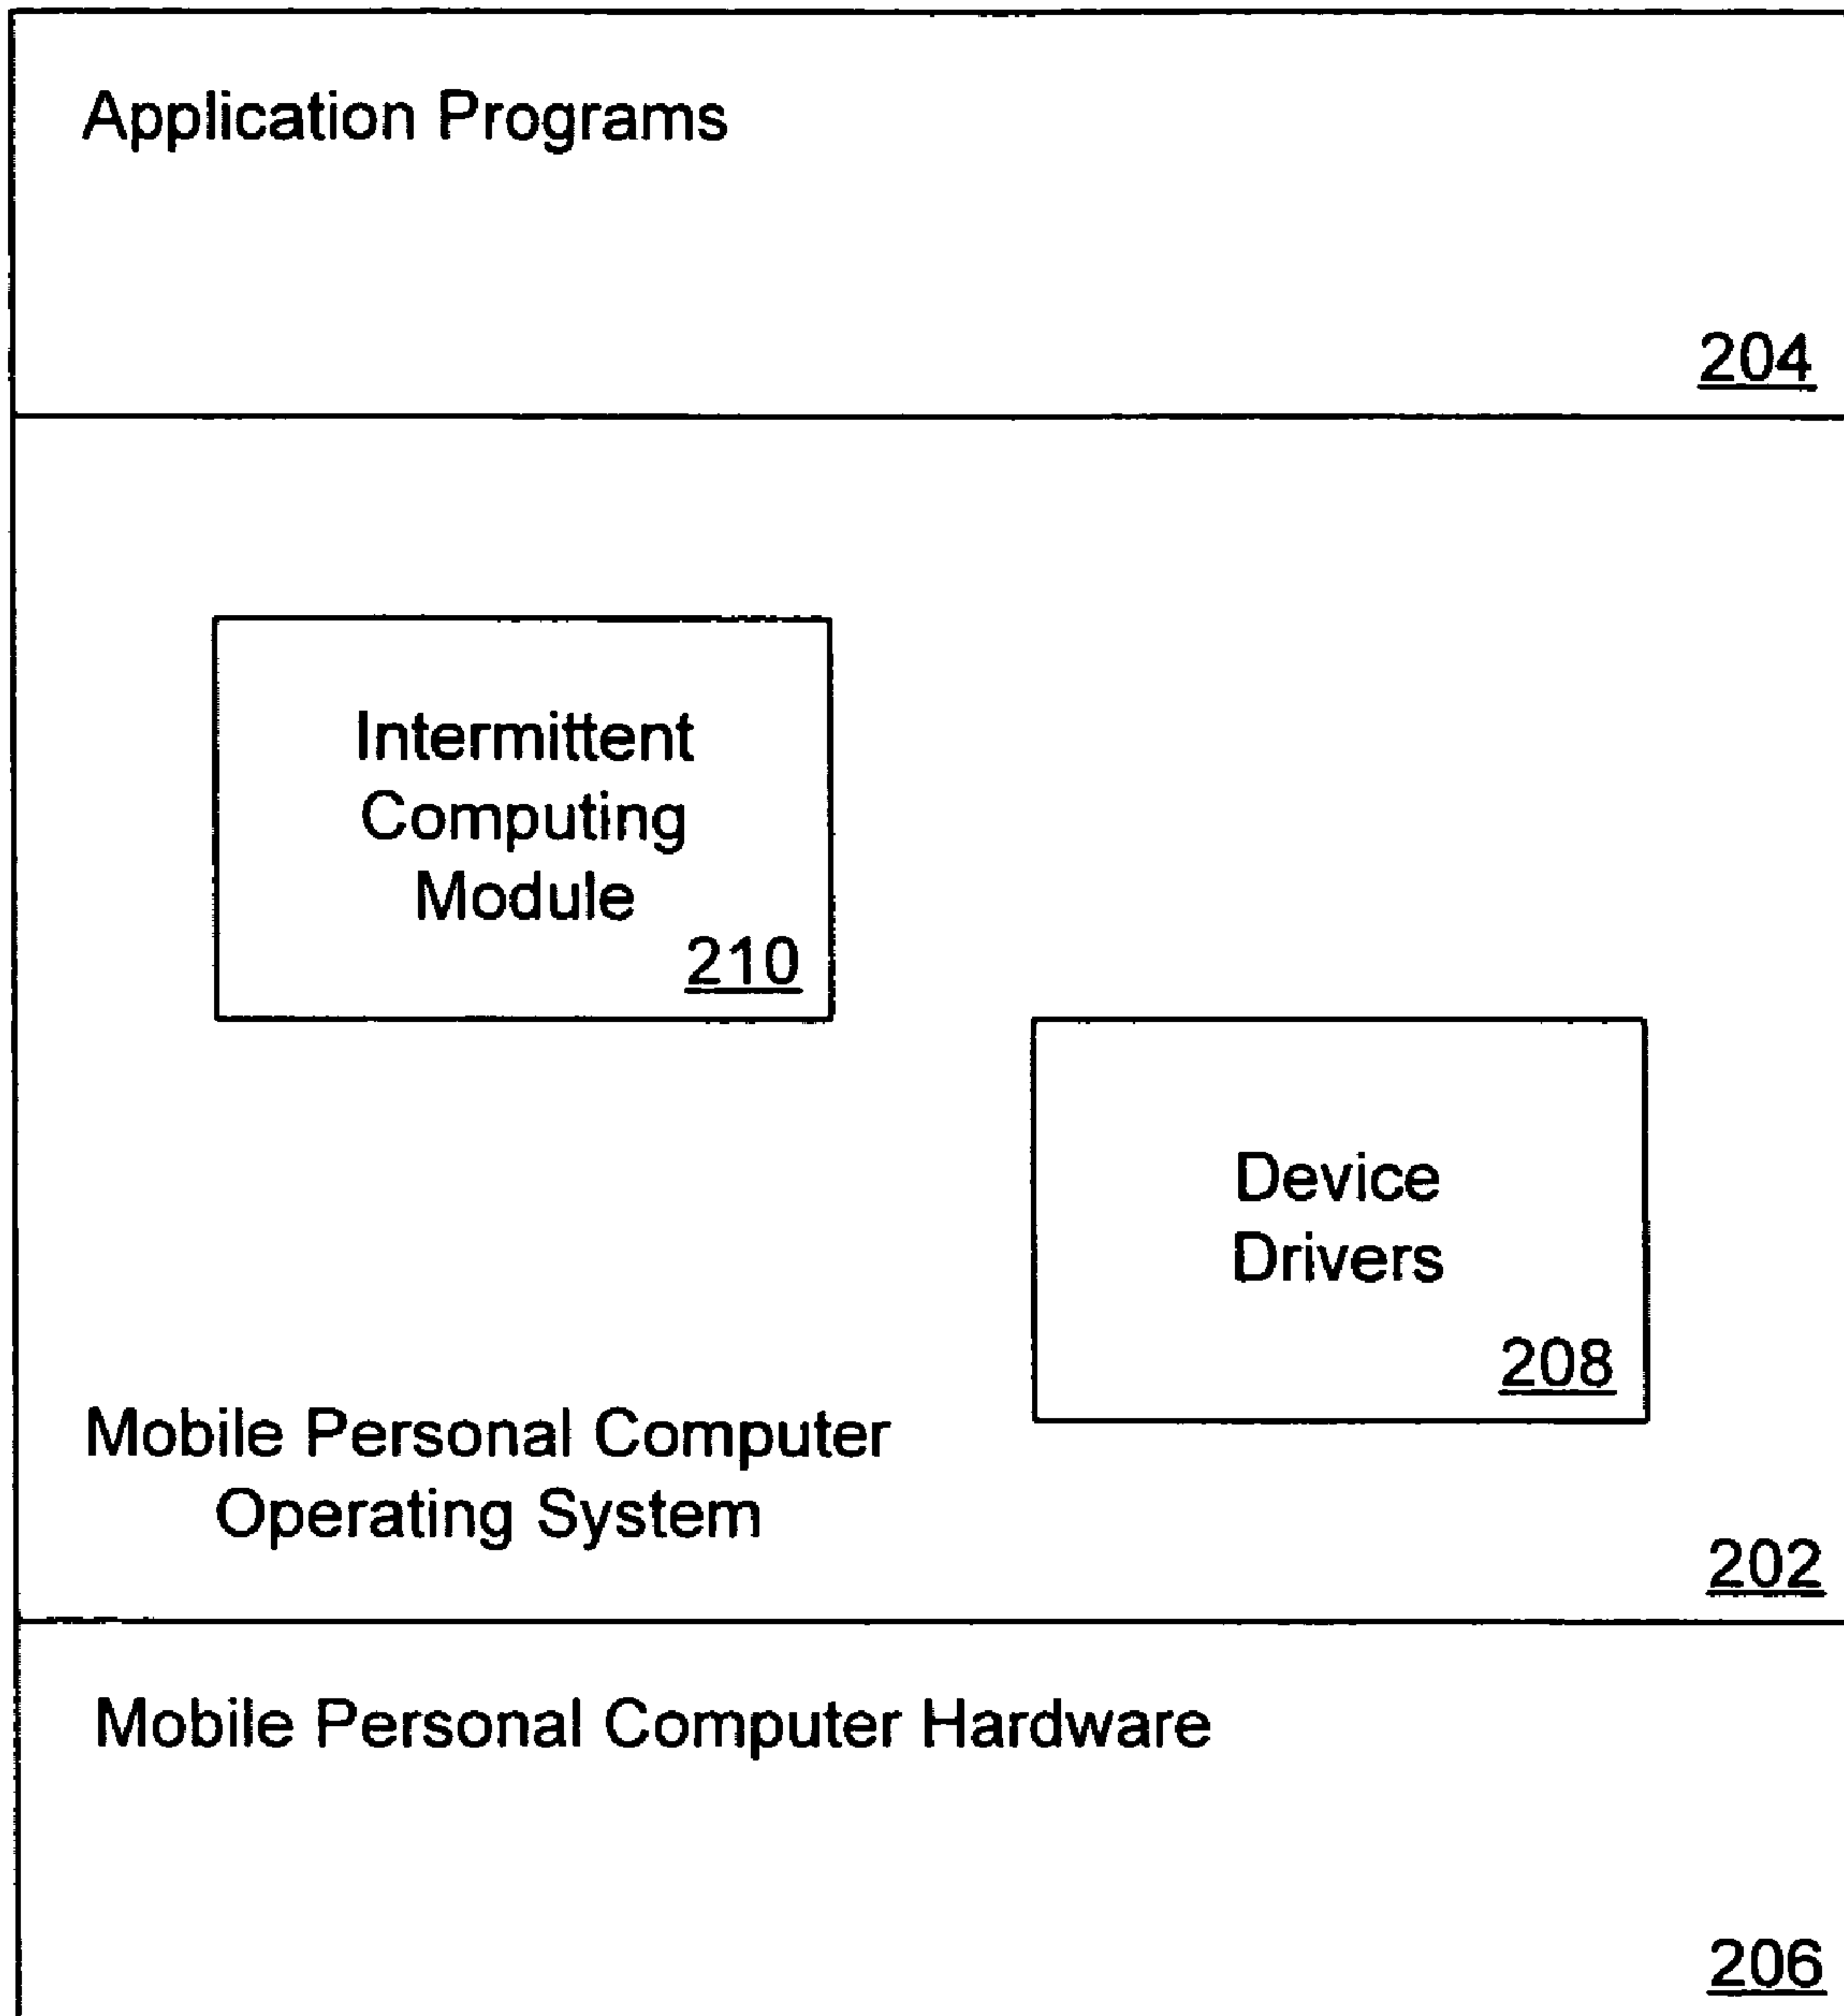 Application Programs
204
Intermittent
Computing
Module
210
Device
Drivers
208
Mobile Personal Computer
Operating System
202
Mobile Personal Computer Hardware
206